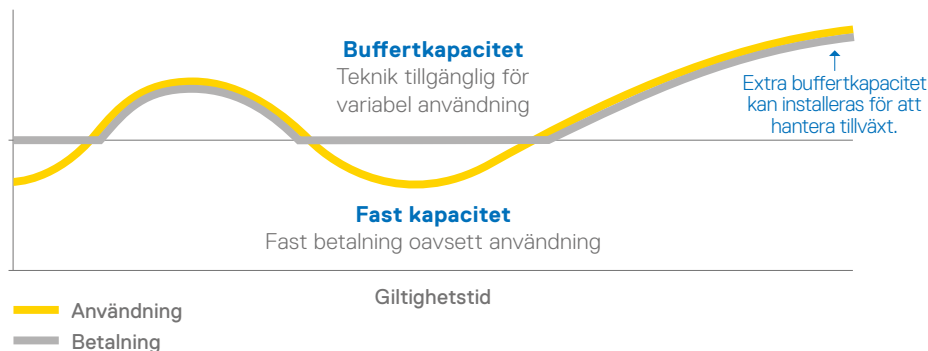 Buffertkapacitet
Teknik tillgänglig för
variabel användning
Extra buffertkapacitet
kan installeras för att
hantera tillväxt.
Fast kapacitet
Fast betalning oavsett användning
Giltighetstid
Användning
Betalning